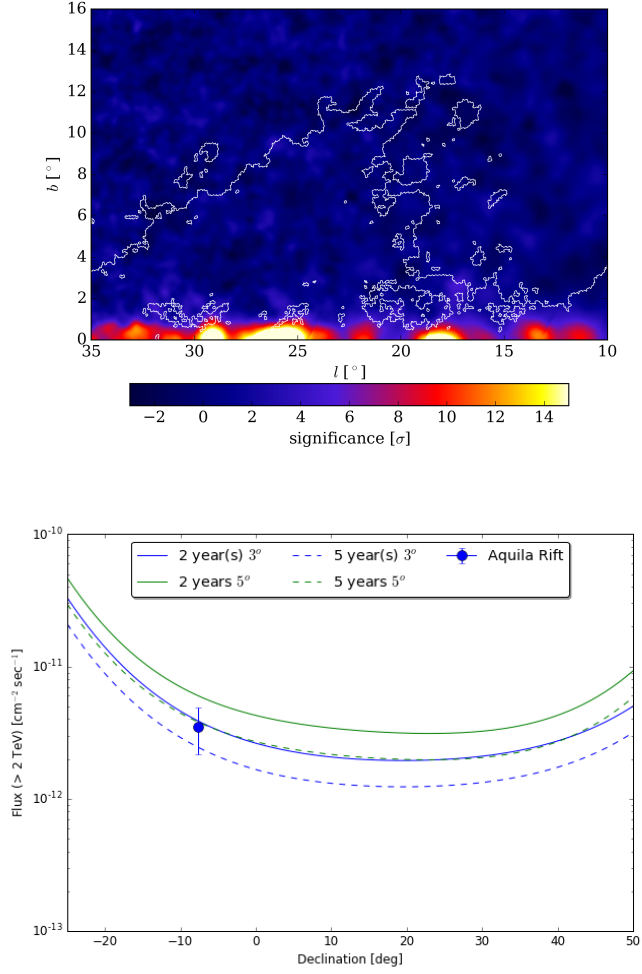 16
14
12
10
8
6
4
2
0
b [°]
35 30 25 20 15 10
l [°]
−2 0 2 4 6 8 10 12 14
significance [σ]
10⁻¹⁰
10⁻¹¹
10⁻¹²
10⁻¹³
Flux (> 2 TeV) [cm⁻² sec⁻¹]
2 year(s) 3° 5 year(s) 3° Aquila Rift
2 years 5° 5 years 5°
−20 −10 0 10 20 30 40 50
Declination [deg]